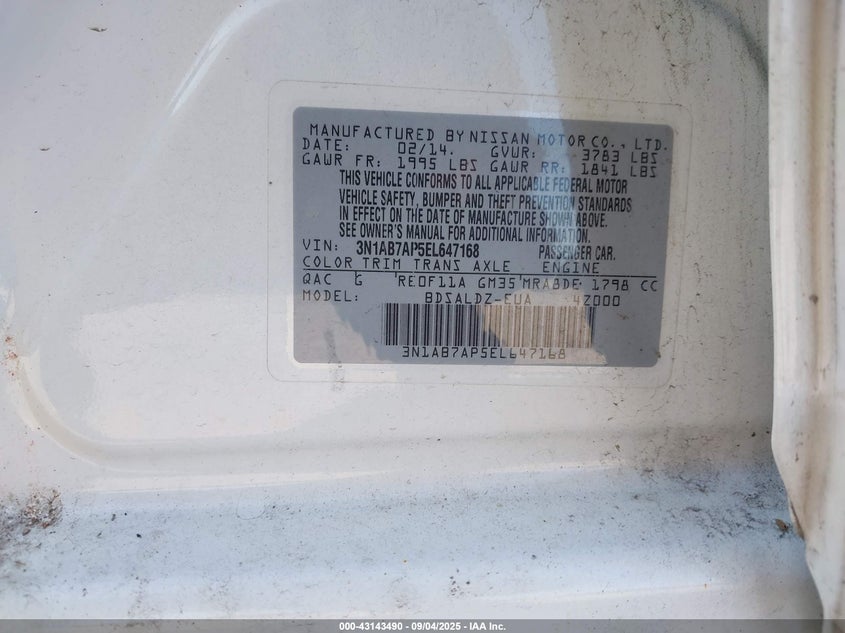 MANUFACTURED BY NISSAN MOTOR CO., LTD.
DATE: 02/14. GVWR: 3783 LBS
GAWR FR: 1995 LBS GAWR RR: 1841 LBS
THIS VEHICLE CONFORMS TO ALL APPLICABLE FEDERAL MOTOR
VEHICLE SAFETY, BUMPER AND THEFT PREVENTION STANDARDS
IN EFFECT ON THE DATE OF MANUFACTURE SHOWN ABOVE.
SEE OWNER'S MANUAL FOR ADDITIONAL INFORMATION.
VIN: 3N1AB7AP5EL647168 PASSENGER CAR.
COLOR TRIM TRANS AXLE ENGINE
QAC G RE0F11A GM35 MRA8DE 1798 CC
MODEL: BDSALDZ-EUA 4Z000
3N1AB7AP5EL647168
000-43143490 - 09/04/2025 - IAA Inc.